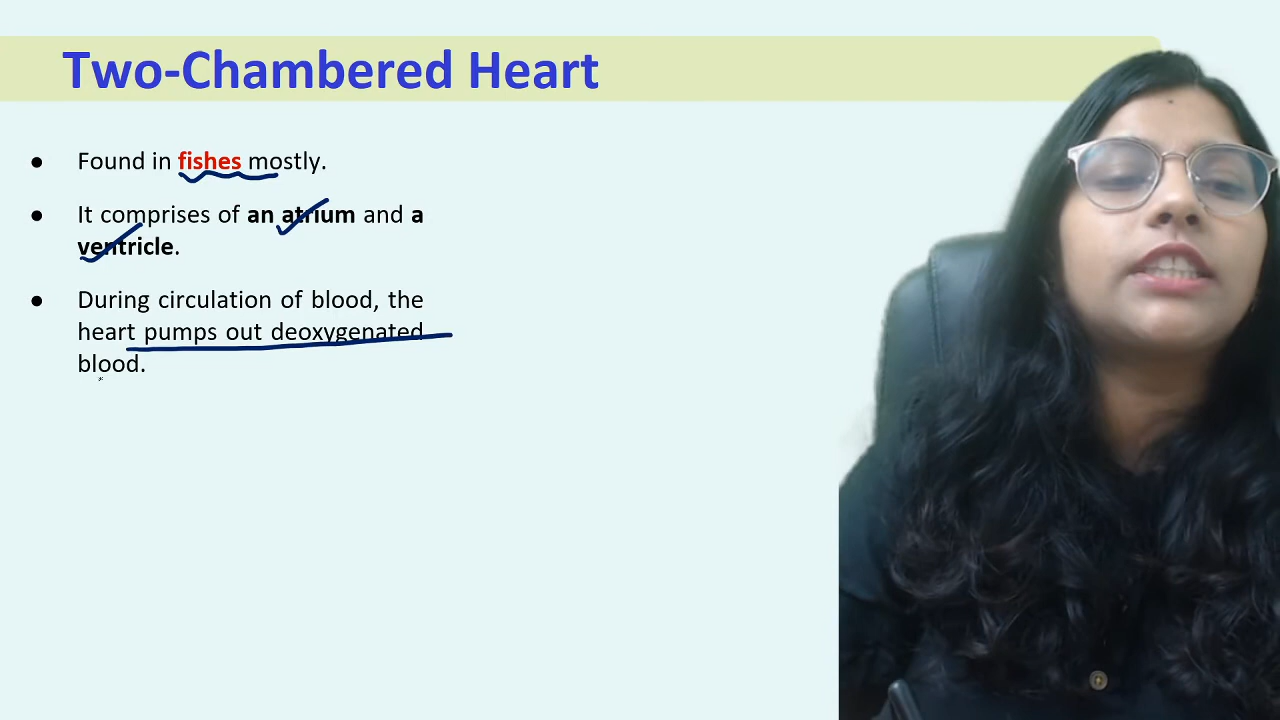 Two-Chambered Heart
● Found in fishes mostly.
● It comprises of an atrium and a
ventricle.
● During circulation of blood, the
heart pumps out deoxygenated
blood.